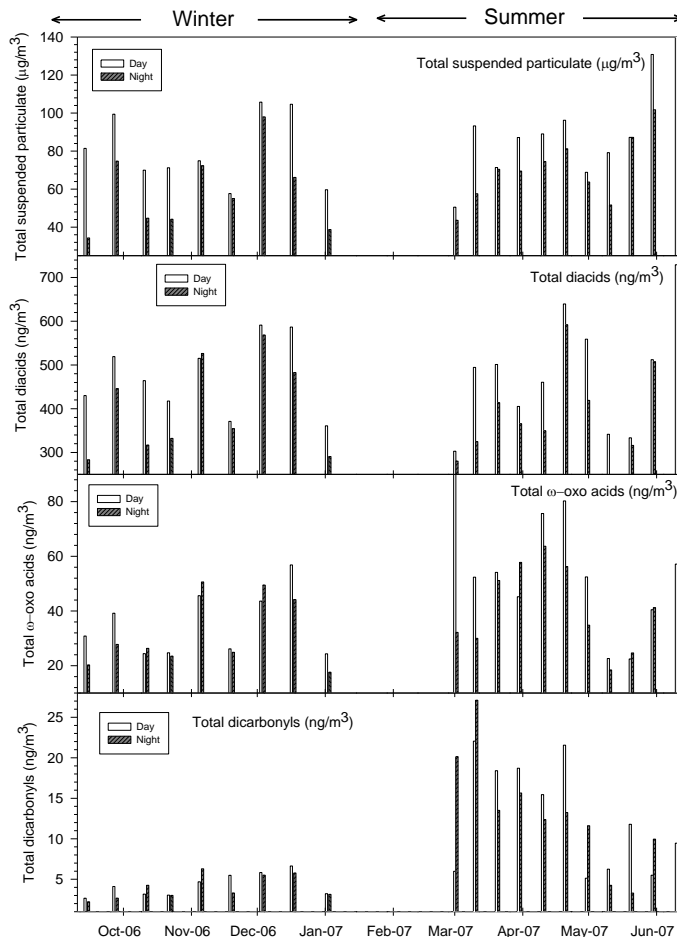 Winter Summer
Total suspended particulate (μg/m³)
140
120
100
80
60
40
Day
Night
Total suspended particulate (μg/m³)
Total diacids (ng/m³)
700
600
500
400
300
Day
Night
Total diacids (ng/m³)
Total ω–oxo acids (ng/m³)
80
60
40
20
Day
Night
Total ω–oxo acids (ng/m³)
Total dicarbonyls (ng/m³)
25
20
15
10
5
Day
Night
Total dicarbonyls (ng/m³)
Oct-06 Nov-06 Dec-06 Jan-07 Feb-07 Mar-07 Apr-07 May-07 Jun-07